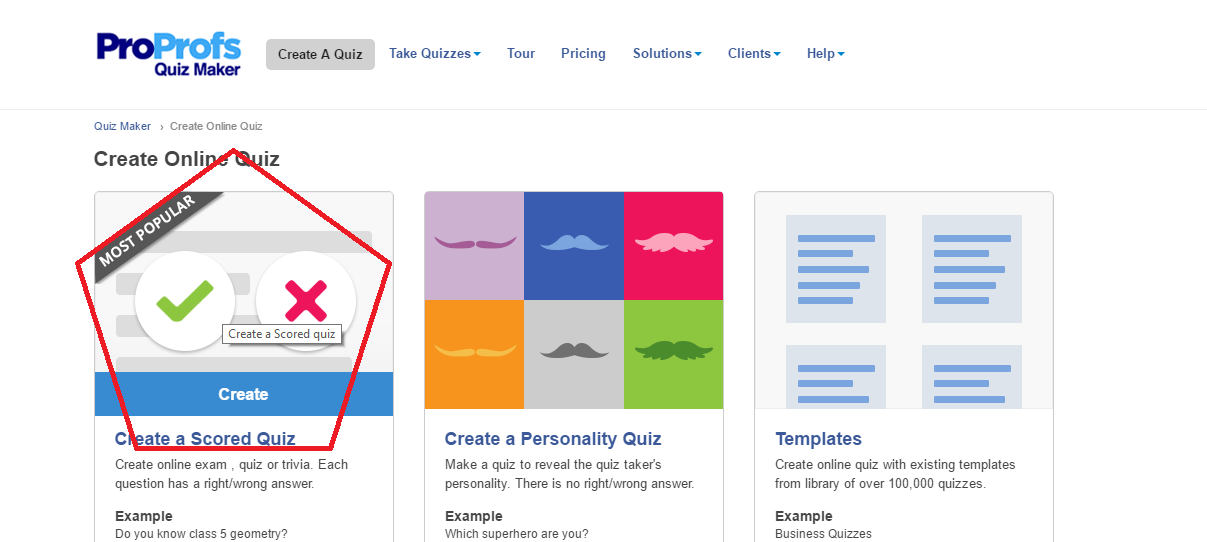 ProProfs
Quiz Maker
Create A Quiz
Take Quizzes
Tour
Pricing
Solutions
Clients
Help
Quiz Maker › Create Online Quiz
Create Online Quiz
MOST POPULAR
Create a Scored quiz
Create
Create a Scored Quiz
Create online exam , quiz or trivia. Each
question has a right/wrong answer.
Example
Do you know class 5 geometry?
Create a Personality Quiz
Make a quiz to reveal the quiz taker's
personality. There is no right/wrong answer.
Example
Which superhero are you?
Templates
Create online quiz with existing templates
from library of over 100,000 quizzes.
Example
Business Quizzes